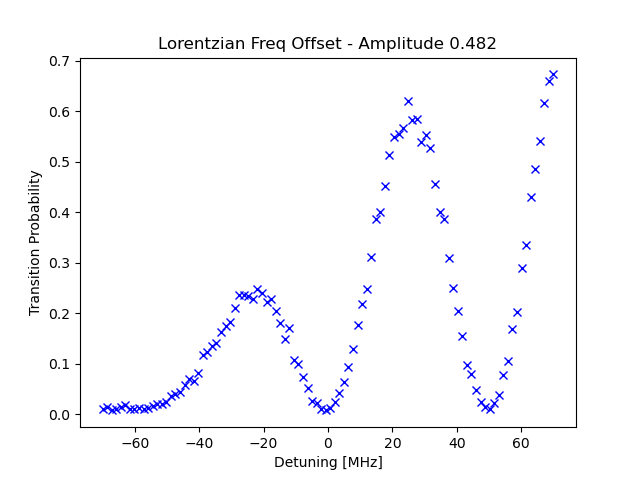 Lorentzian Freq Offset - Amplitude 0.482
Transition Probability
0.7
0.6
0.5
0.4
0.3
0.2
0.1
0.0
−60 −40 −20 0 20 40 60
Detuning [MHz]